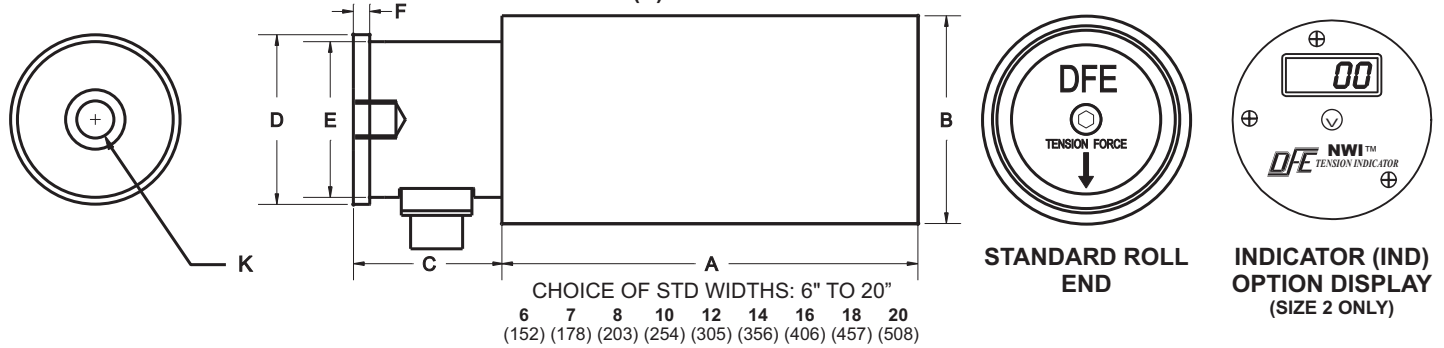 F
D
E
B
K
C
A
CHOICE OF STD WIDTHS: 6" TO 20”
6 7 8 10 12 14 16 18 20
(152) (178) (203) (254) (305) (356) (406) (457) (508)
DFE
TENSION FORCE
STANDARD ROLL
END
00
DFE NWI™
TENSION INDICATOR
INDICATOR (IND)
OPTION DISPLAY
(SIZE 2 ONLY)